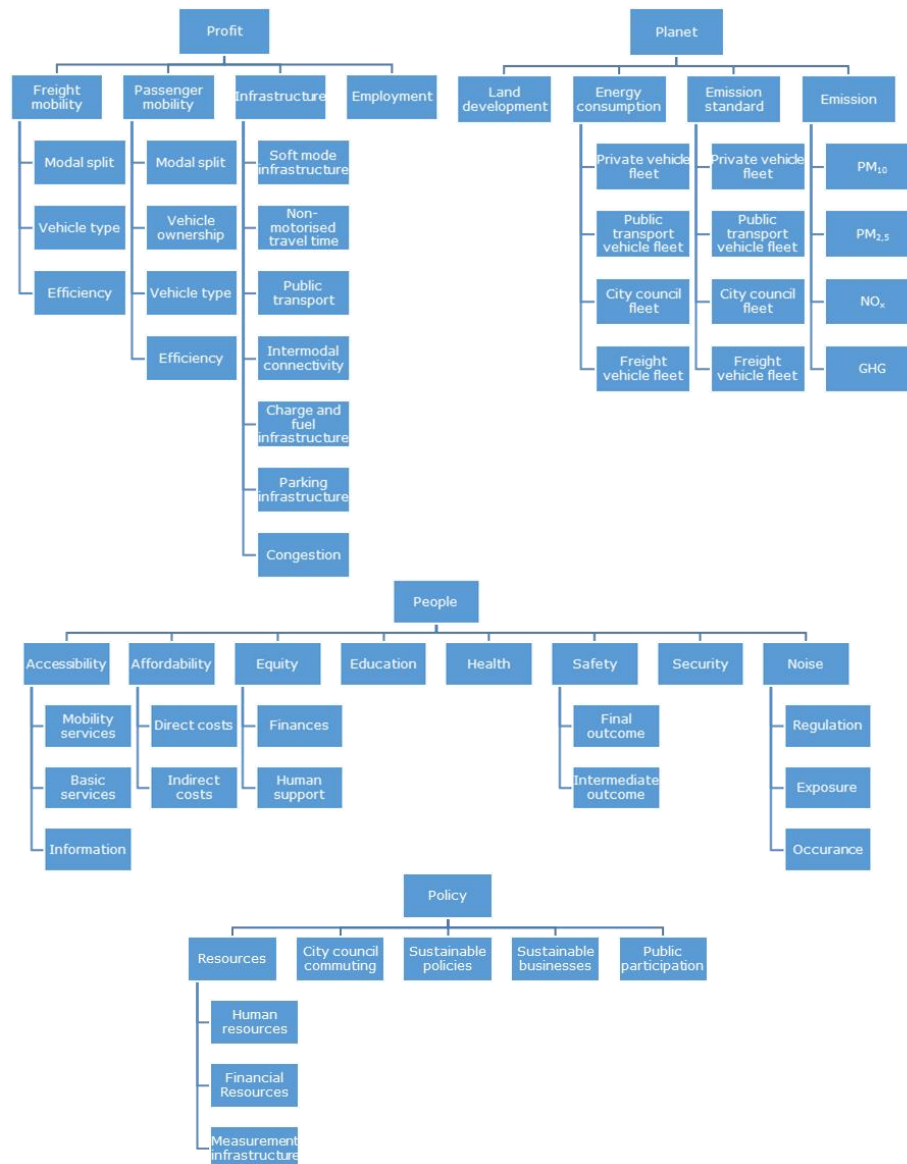 Profit
Planet
Freight
mobility
Passenger
mobility
Infrastructure
Employment
Land
development
Energy
consumption
Emission
standard
Emission
Modal split
Modal split
Soft mode
infrastructure
Private vehicle
fleet
Private vehicle
fleet
PM₁₀
Vehicle type
Vehicle
ownership
Non-
motorised
travel time
Public
transport
vehicle fleet
Public
transport
vehicle fleet
PM₂,₅
Efficiency
Vehicle type
Public
transport
City council
fleet
City council
fleet
NOₓ
Efficiency
Intermodal
connectivity
Freight
vehicle fleet
Freight
vehicle fleet
GHG
Charge and
fuel
infrastructure
Parking
infrastructure
Congestion
People
Accessibility
Affordability
Equity
Education
Health
Safety
Security
Noise
Mobility
services
Direct costs
Finances
Final
outcome
Regulation
Basic
services
Indirect
costs
Human
support
Intermediate
outcome
Exposure
Information
Occurance
Policy
Resources
City council
commuting
Sustainable
policies
Sustainable
businesses
Public
participation
Human
resources
Financial
Resources
Measurement
infrastructure